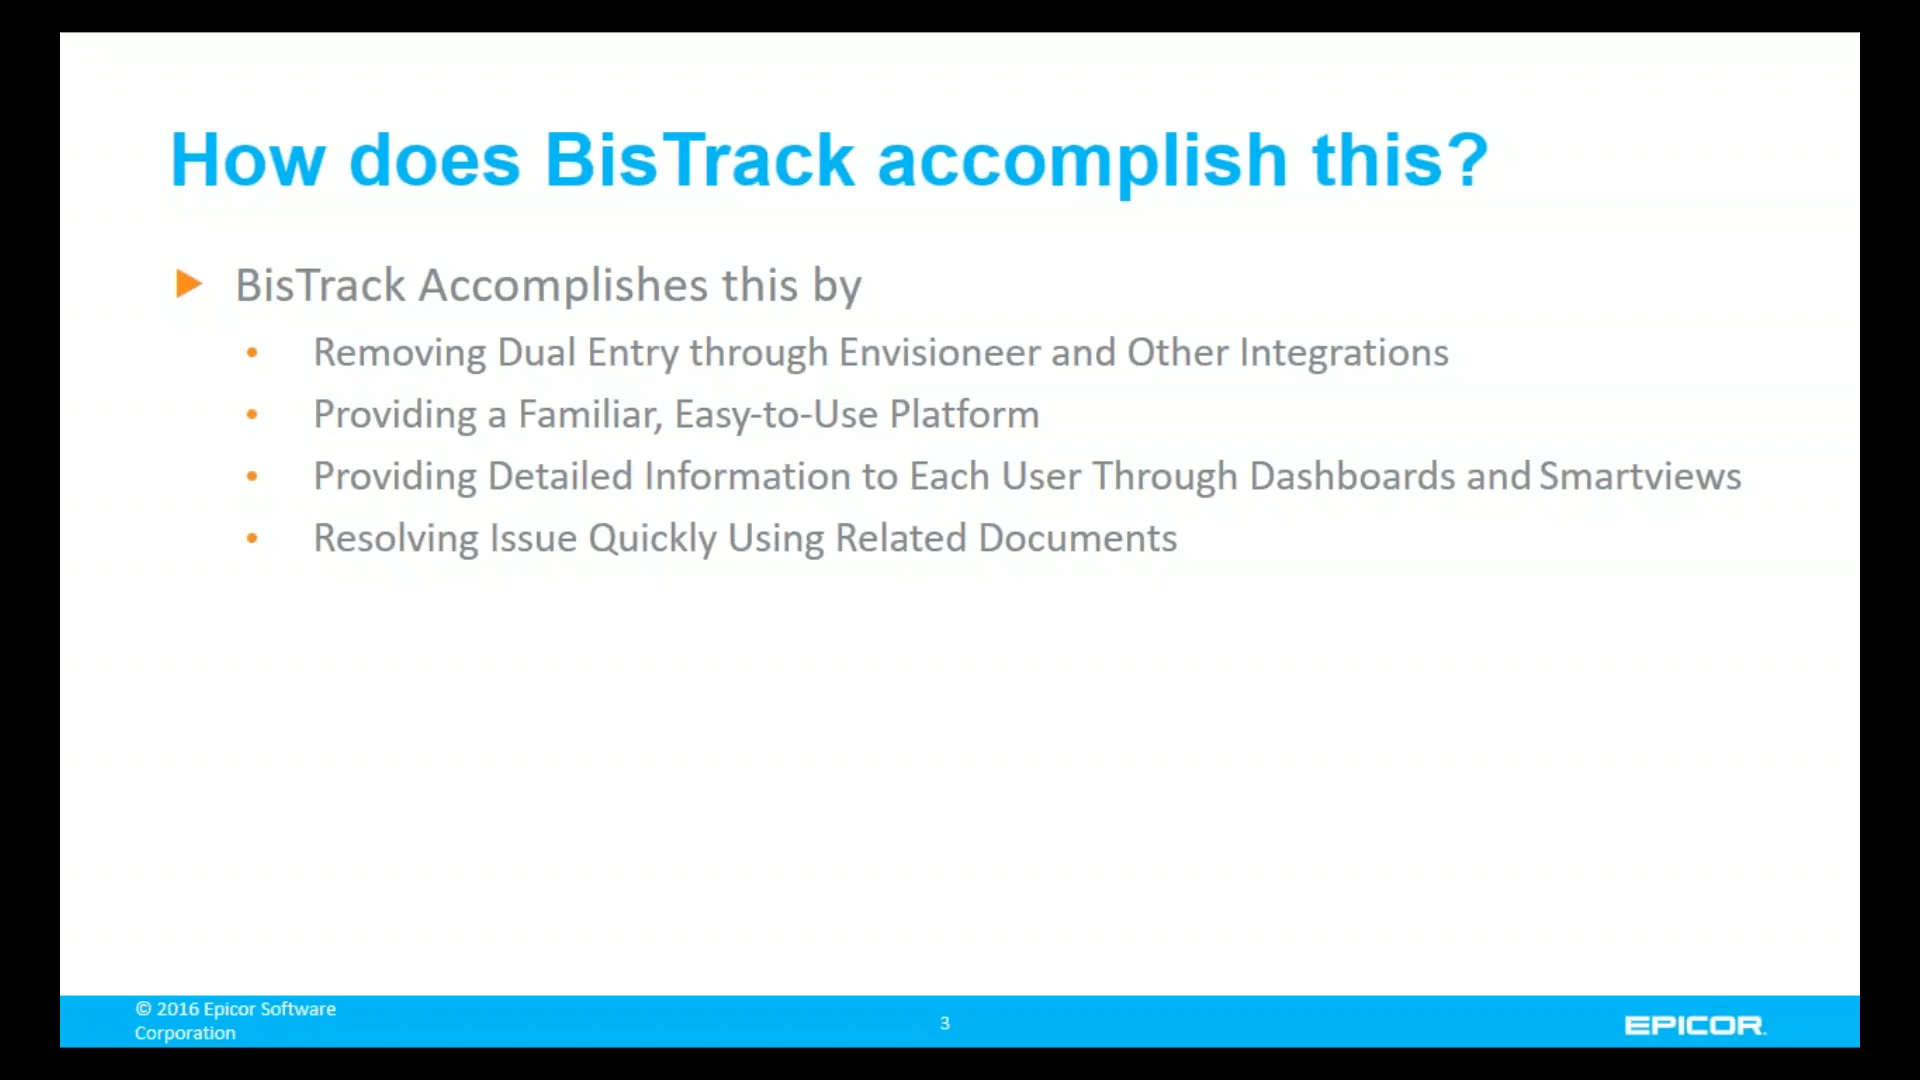 How does BisTrack accomplish this?
BisTrack Accomplishes this by
Removing Dual Entry through Envisioneer and Other Integrations
Providing a Familiar, Easy-to-Use Platform
Providing Detailed Information to Each User Through Dashboards and Smartviews
Resolving Issue Quickly Using Related Documents
© 2016 Epicor Software
Corporation
3
EPICOR